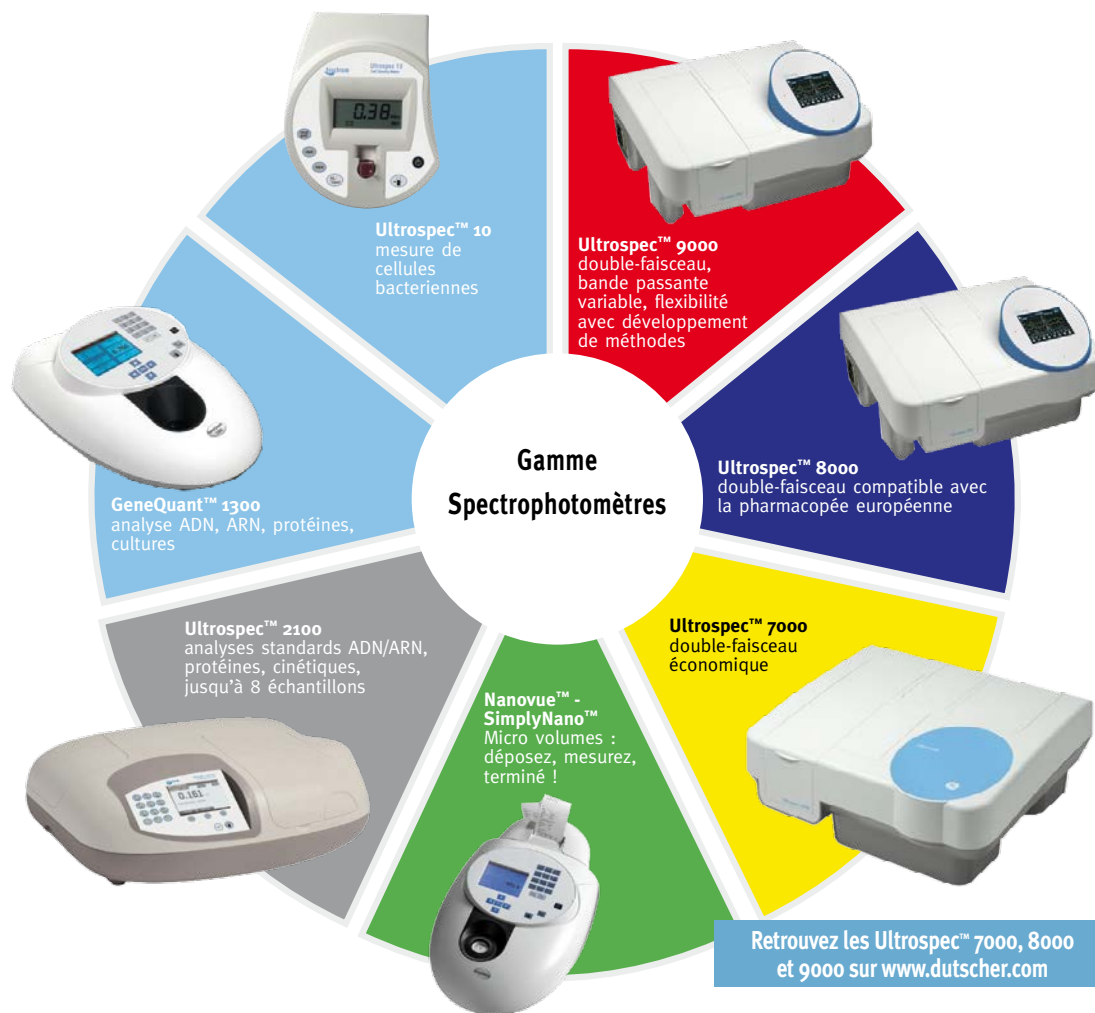 Ultrospec 10
0.38
Ultrospec™ 10
mesure de
cellules
bacteriennes
Ultrospec™ 9000
double-faisceau,
bande passante
variable, flexibilité
avec développement
de méthodes
GeneQuant™ 1300
analyse ADN, ARN, protéines,
cultures
Gamme
Spectrophotomètres
Ultrospec™ 8000
double-faisceau compatible avec
la pharmacopée européenne
Ultrospec™ 2100
analyses standards ADN/ARN,
protéines, cinétiques,
jusqu'à 8 échantillons
0.161
Nanovue™ -
SimplyNano™
Micro volumes :
déposez, mesurez,
terminé !
Ultrospec™ 7000
double-faisceau
économique
Retrouvez les Ultrospec™ 7000, 8000
et 9000 sur www.dutscher.com